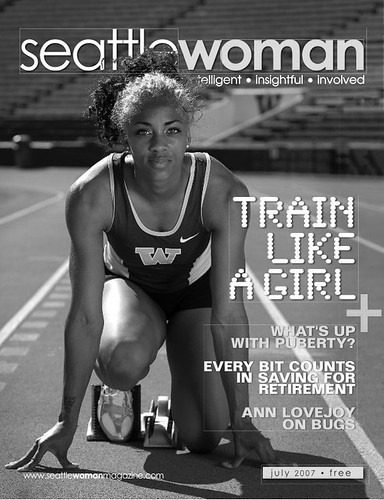 seattlewoman
telligent • insightful • involved
W
TRAIN
LIKE
A GIRL
+
WHAT'S UP
WITH PUBERTY?
EVERY BIT COUNTS
IN SAVING FOR
RETIREMENT
ANN LOVEJOY
ON BUGS
www.seattlewomanmagazine.com
july 2007 • free